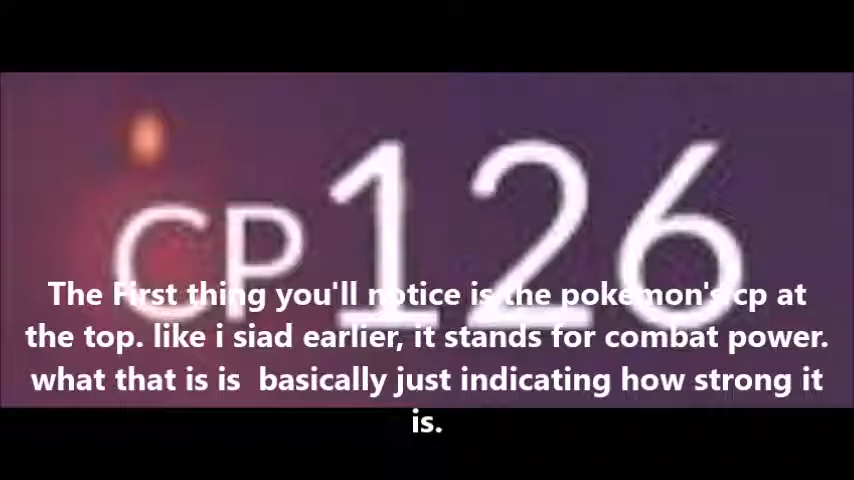 CP126
The First thing you'll notice is the pokemon's cp at
the top. like i siad earlier, it stands for combat power.
what that is is  basically just indicating how strong it
is.